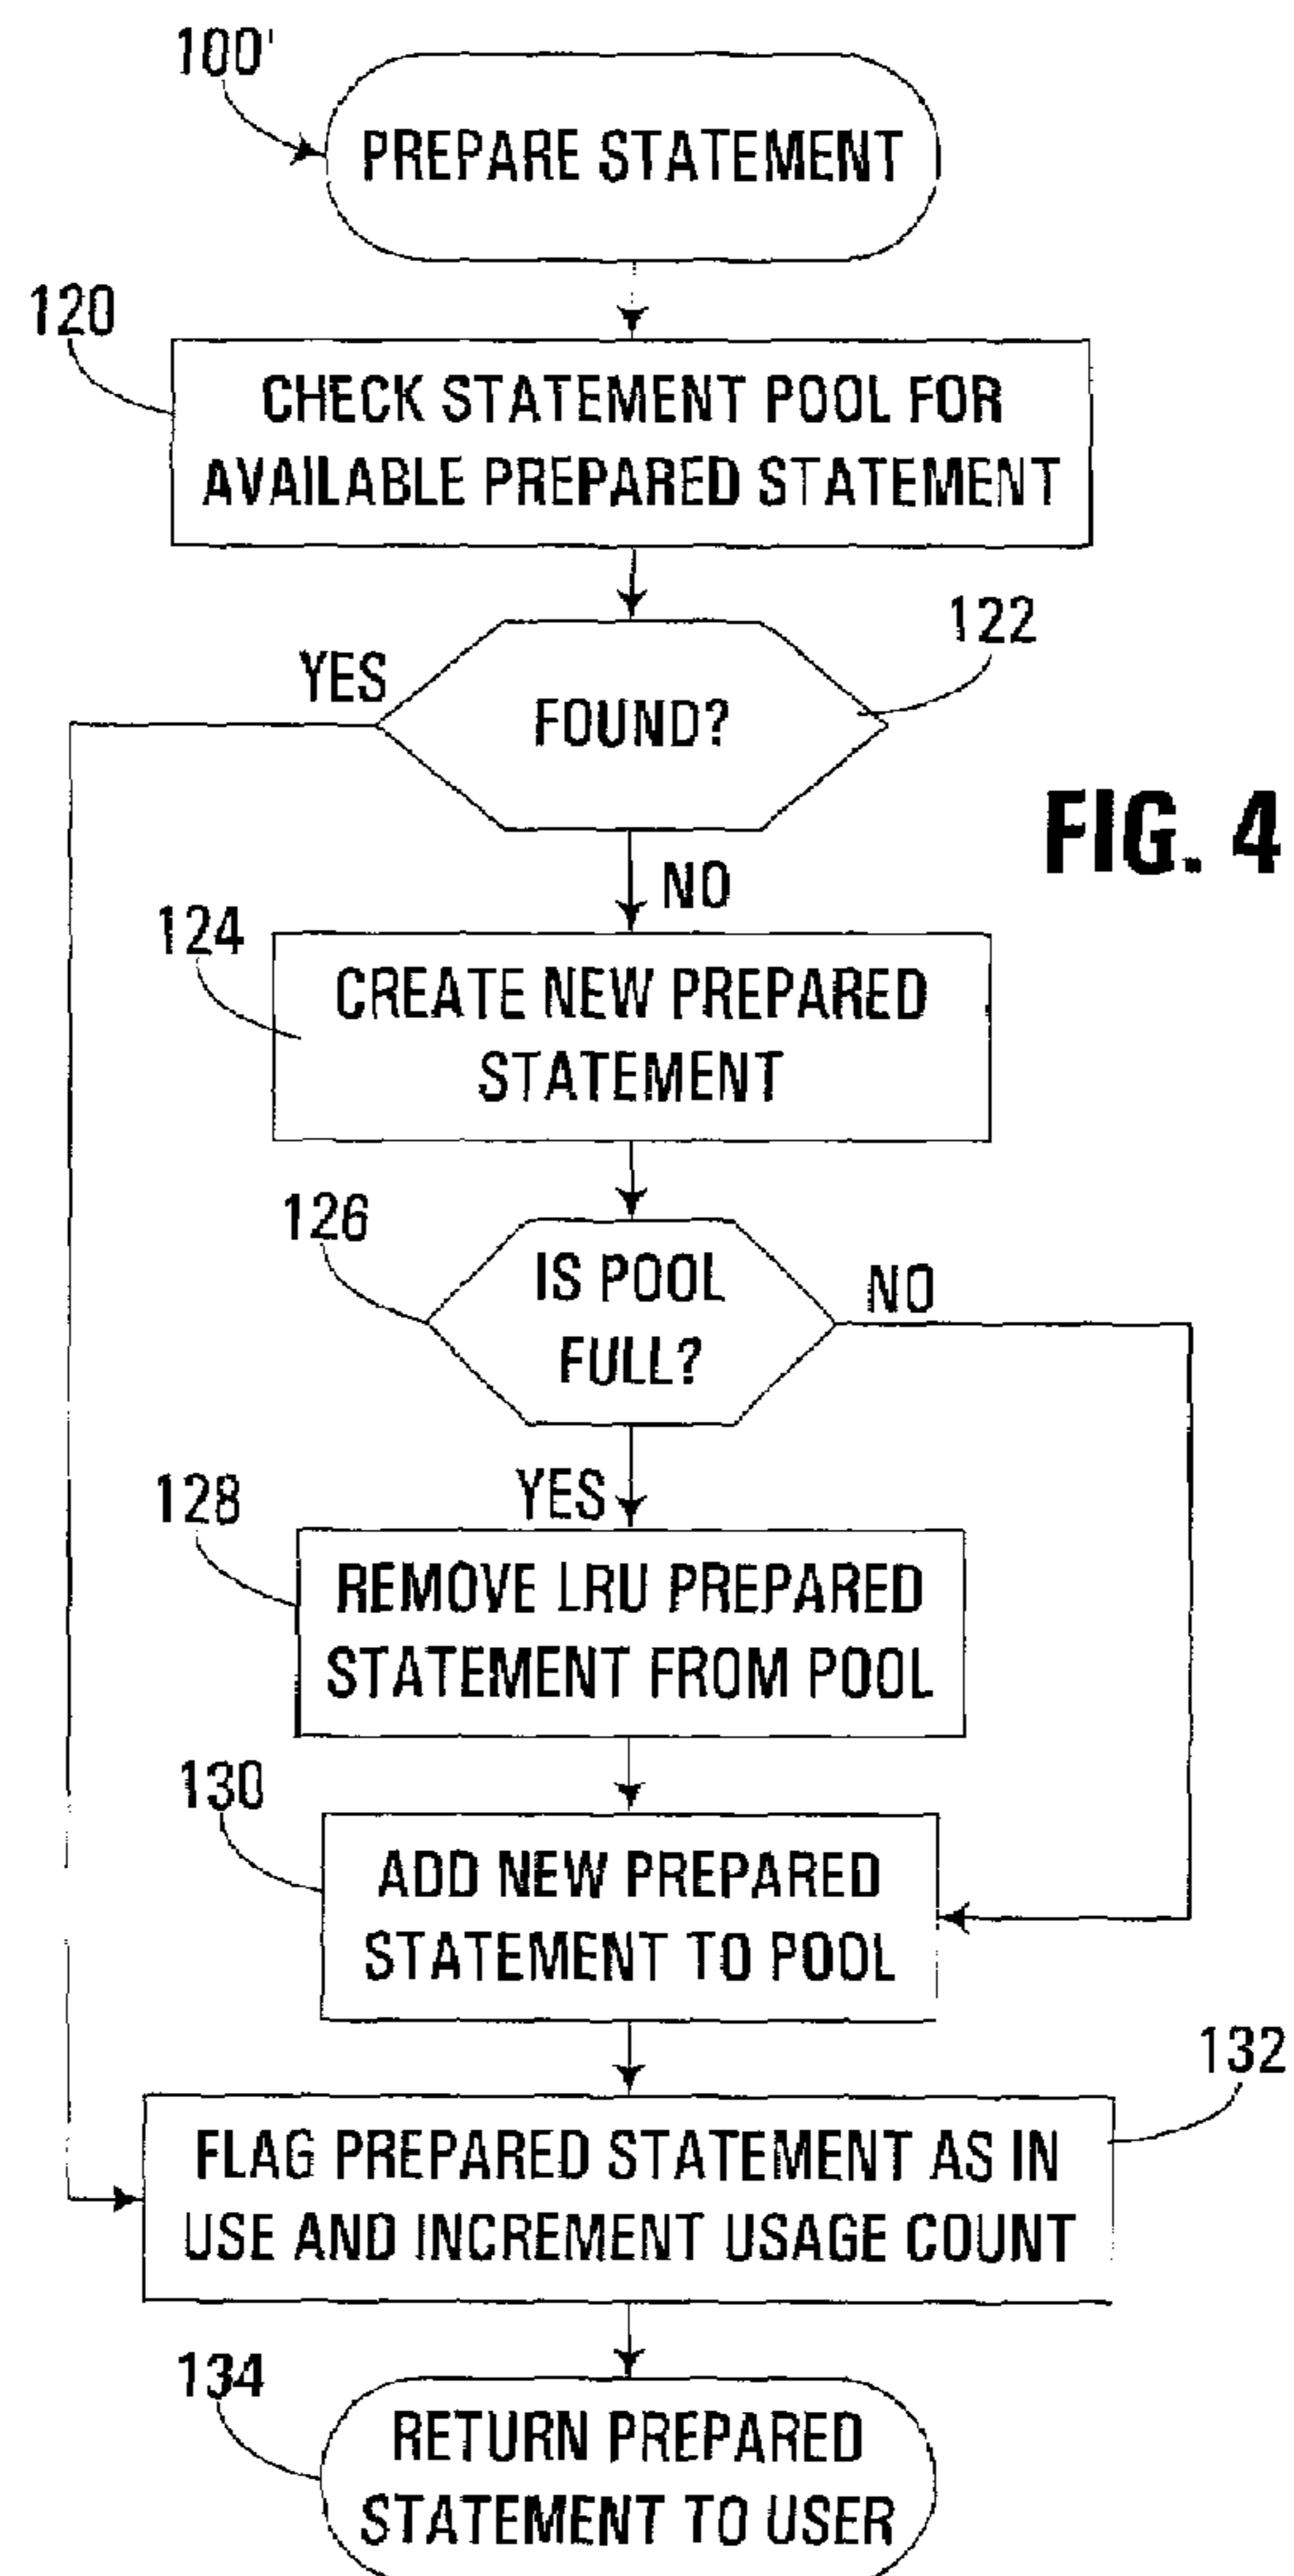 100'
PREPARE STATEMENT
120
CHECK STATEMENT POOL FOR
AVAILABLE PREPARED STATEMENT
122
YES
FOUND?
FIG. 4
NO
124
CREATE NEW PREPARED
STATEMENT
126
IS POOL
FULL?
NO
YES
128
REMOVE LRU PREPARED
STATEMENT FROM POOL
130
ADD NEW PREPARED
STATEMENT TO POOL
132
FLAG PREPARED STATEMENT AS IN
USE AND INCREMENT USAGE COUNT
134
RETURN PREPARED
STATEMENT TO USER